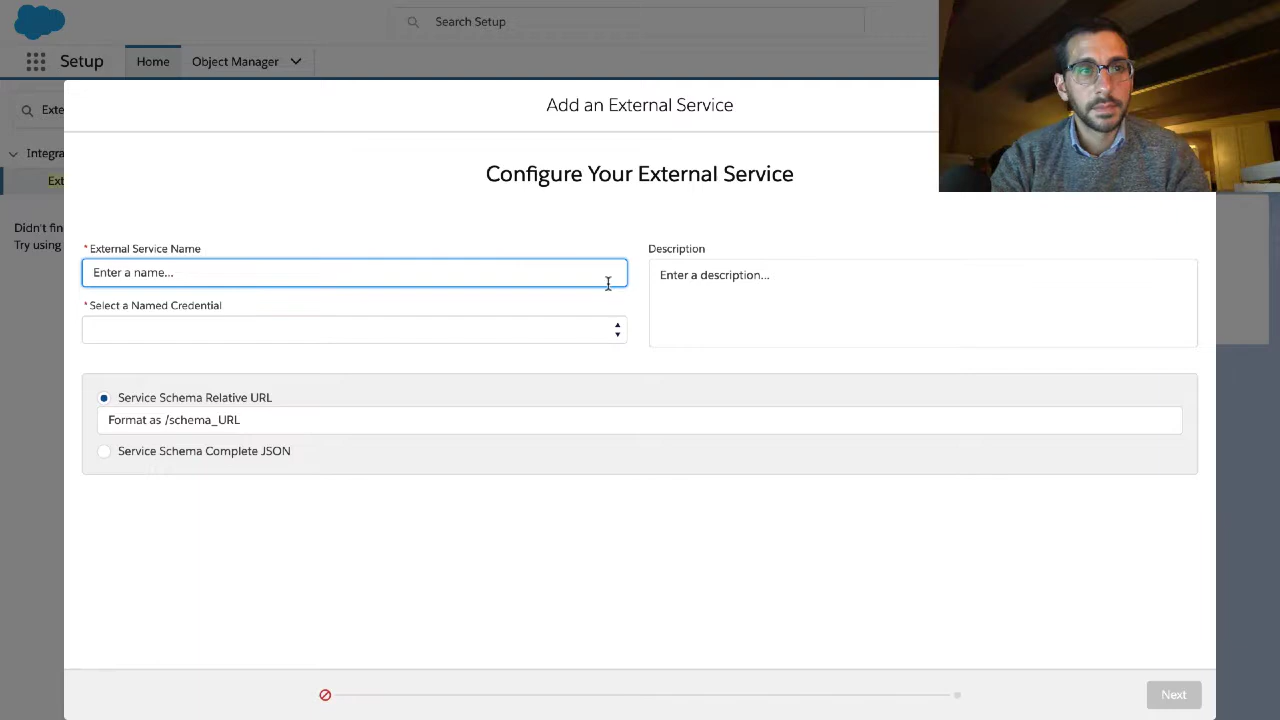 Search Setup
Setup
Home
Object Manager
Exte
Add an External Service
Integra
Configure Your External Service
Ext
Didn't fin
Try using
* External Service Name
Description
Enter a name...
Enter a description...
* Select a Named Credential
Service Schema Relative URL
Format as /schema_URL
Service Schema Complete JSON
Next